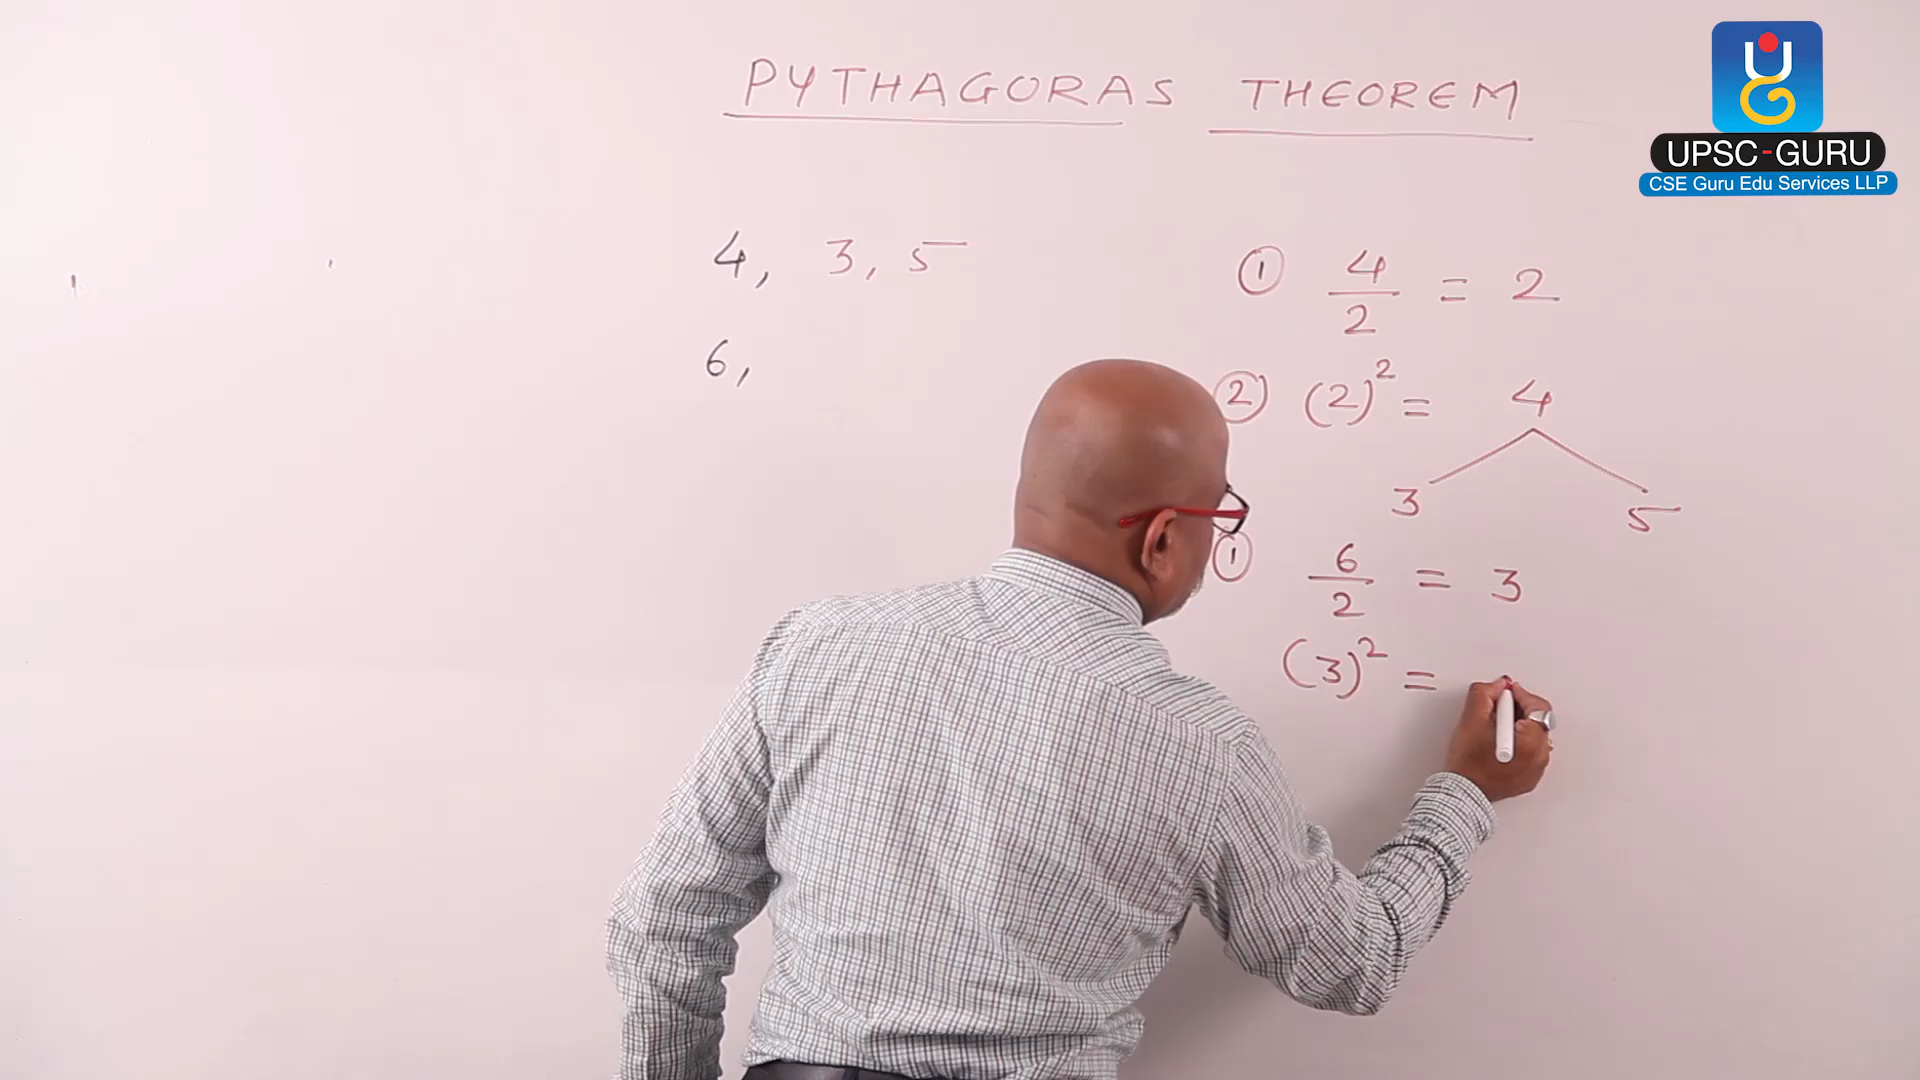 PYTHAGORAS THEOREM
UPSC-GURU
CSE Guru Edu Services LLP
4, 3, 5
6,
① 4/2 = 2
② (2)² = 4
3 5
① 6/2 = 3
(3)² =